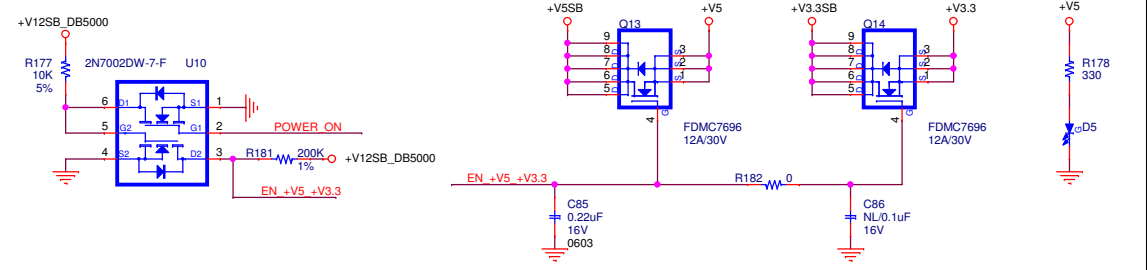 +V12SB_DB5000
R177
10K
5%
2N7002DW-7-F
U10
6
D1
S1
1
5
G2
G1
2
POWER_ON
4
S2
D2
3
R181
200K
1%
+V12SB_DB5000
EN_+V5_+V3.3
+V5SB
Q13
+V5
9
8
7
6
5
D
D
D
D
S
S
S
3
2
1
G
4
FDMC7696
12A/30V
+V3.3SB
Q14
+V3.3
9
8
7
6
5
D
D
D
D
S
S
S
3
2
1
G
4
FDMC7696
12A/30V
EN_+V5_+V3.3
R182
0
C85
0.22uF
16V
0603
C86
NL/0.1uF
16V
+V5
R178
330
G
D5